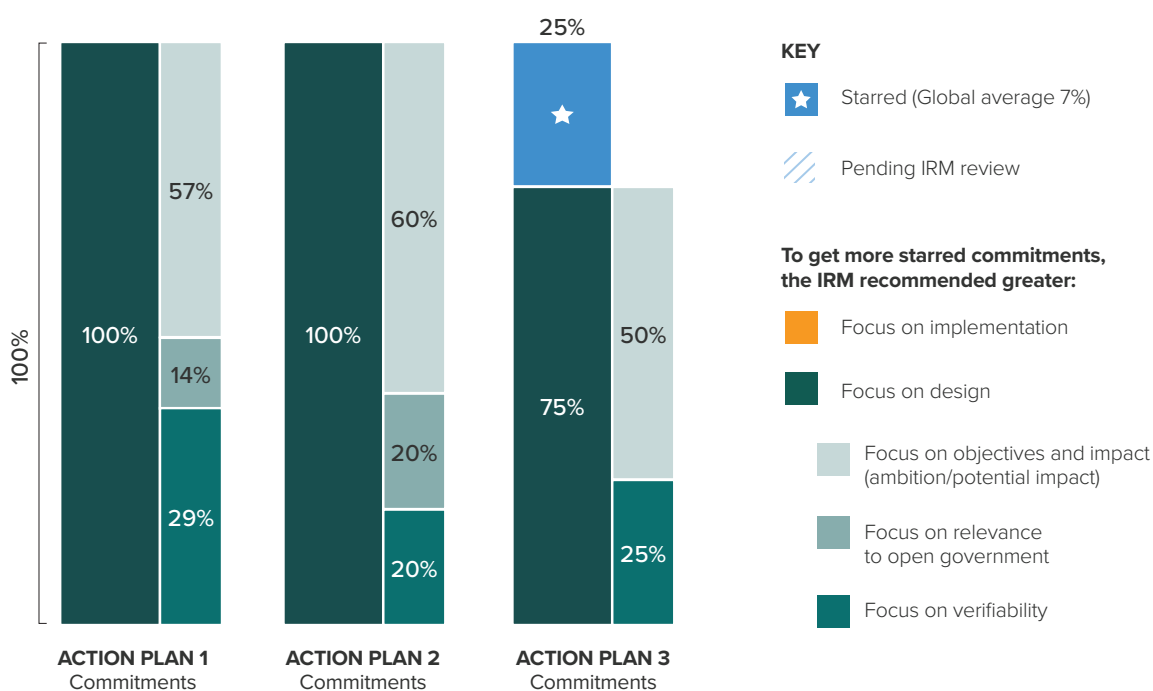 100%
100%
57%
14%
29%
ACTION PLAN 1
Commitments
100%
60%
20%
20%
ACTION PLAN 2
Commitments
25%
75%
50%
25%
ACTION PLAN 3
Commitments
KEY
Starred (Global average 7%)
Pending IRM review
To get more starred commitments,
the IRM recommended greater:
Focus on implementation
Focus on design
Focus on objectives and impact
(ambition/potential impact)
Focus on relevance
to open government
Focus on verifiability